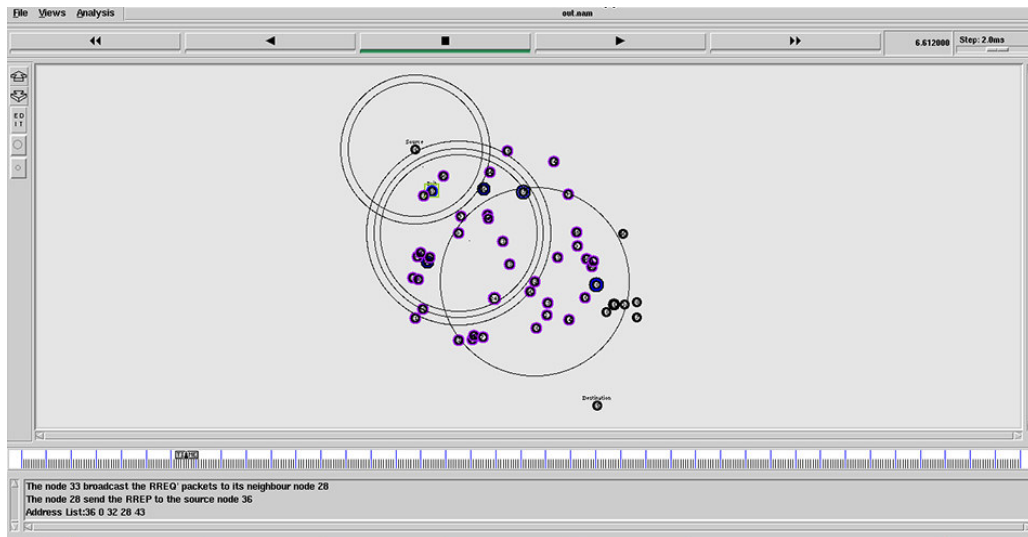 File Views Analysis
out.nam
6.612000
Step: 2.0ms
ED
IT
Source
Destination
TIME
The node 33 broadcast the RREQ' packets to its neighbour node 28
The node 28 send the RREP to the source node 36
Address List:36 0 32 28 43